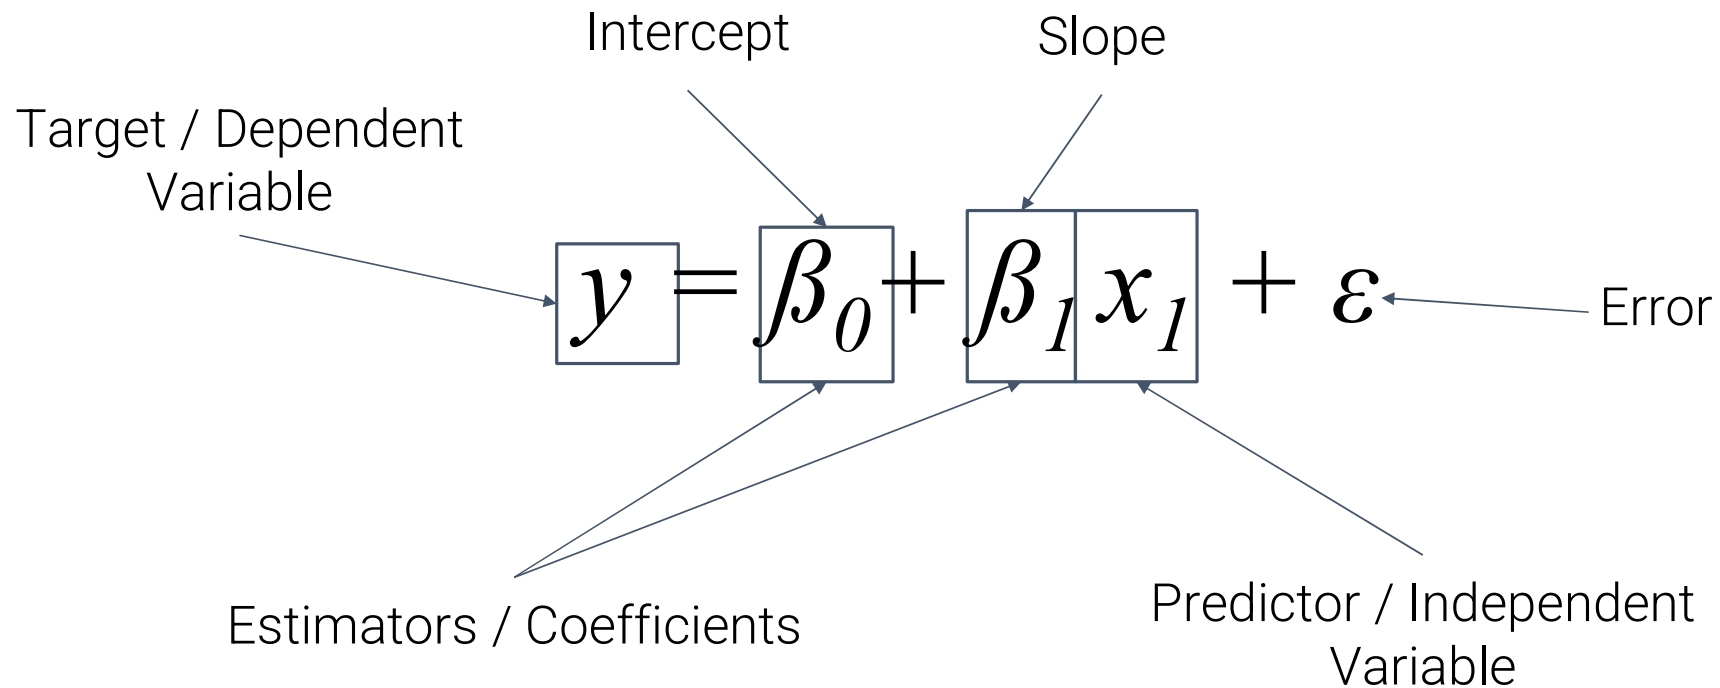 Intercept
Slope
Target / Dependent
Variable
y = β₀ + β₁ x₁ + ε
Error
Estimators / Coefficients
Predictor / Independent
Variable